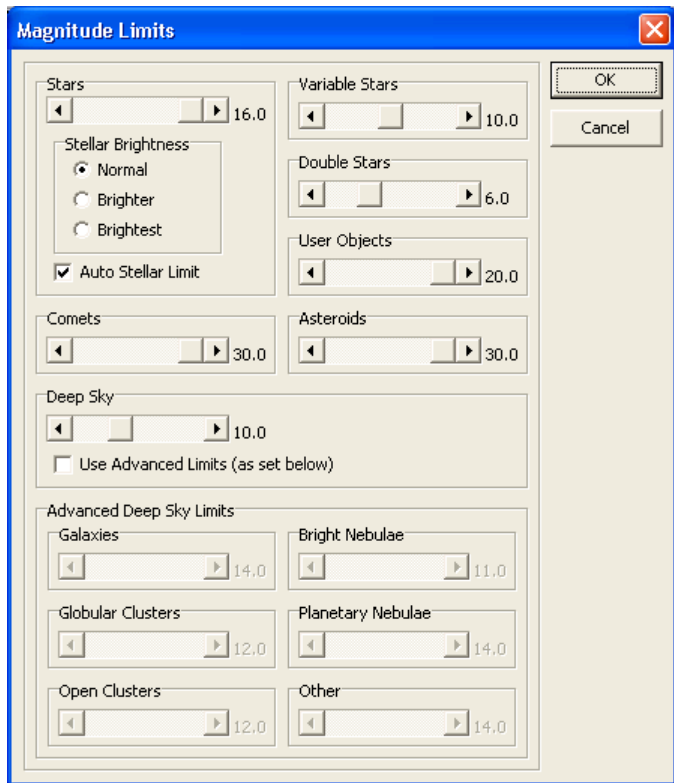 Magnitude Limits
Stars
16.0
Stellar Brightness
Normal
Brighter
Brightest
Auto Stellar Limit
Variable Stars
10.0
Double Stars
6.0
User Objects
20.0
Comets
30.0
Asteroids
30.0
Deep Sky
10.0
Use Advanced Limits (as set below)
Advanced Deep Sky Limits
Galaxies
14.0
Bright Nebulae
11.0
Globular Clusters
12.0
Planetary Nebulae
14.0
Open Clusters
12.0
Other
14.0
OK
Cancel